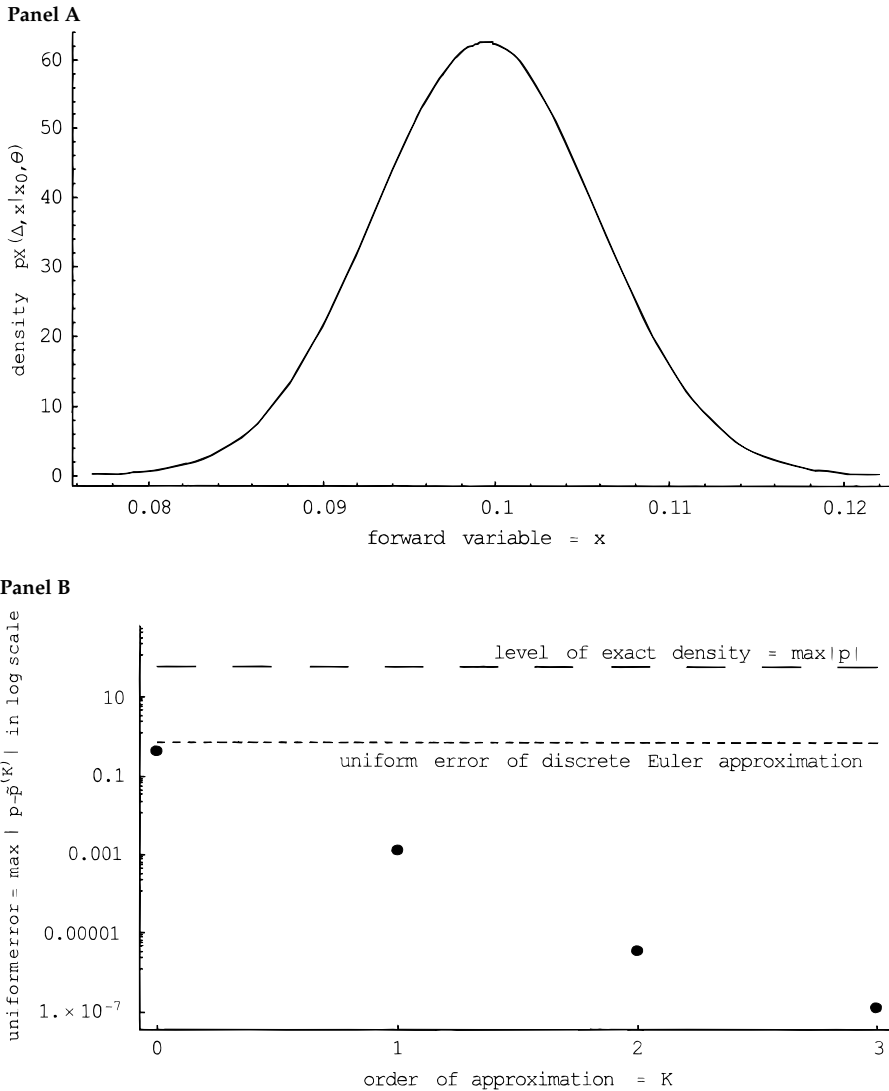 Panel A
density pX(Δ,x|x0,θ)
60
50
40
30
20
10
0
0.08 0.09 0.1 0.11 0.12
forward variable = x
Panel B
uniformerror= max | p-p̃(K)| in log scale
level of exact density = max|p|
10
uniform error of discrete Euler approximation
0.1
0.001
0.00001
1.×10⁻⁷
0 1 2 3
order of approximation = K